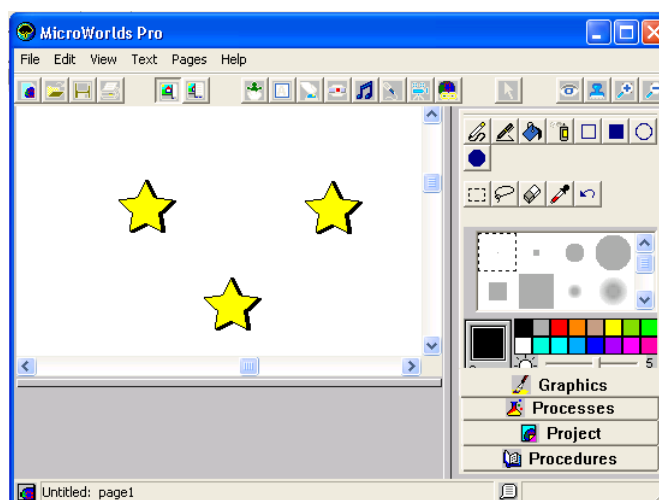 MicroWorlds Pro
File Edit View Text Pages Help
5
Graphics
Processes
Project
Procedures
Untitled: page1